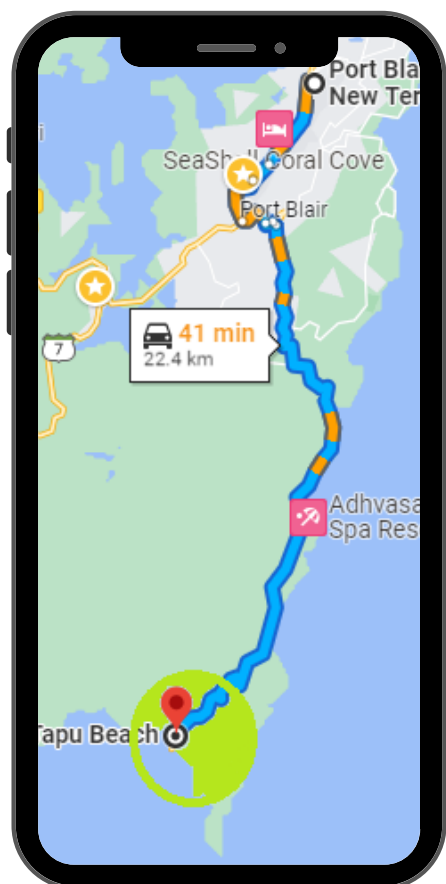 Port Bla
New Ter
SeaShell Coral Cove
Port Blair
41 min
22.4 km
7
Adhvasa
Spa Res
Tapu Beach